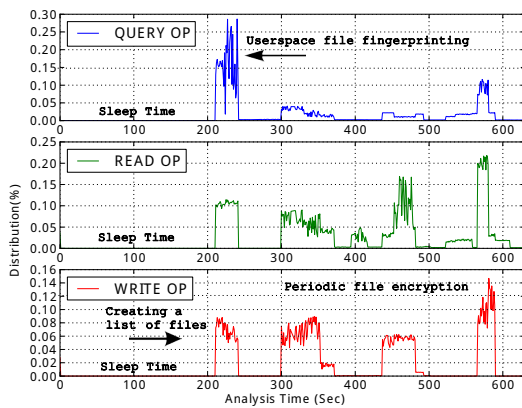 0.30
QUERY OP
Userspace file fingerprinting
0.25
0.20
0.15
0.10
Sleep Time
0.05
0.00
0 100 200 300 400 500 600
0.25
READ OP
0.20
0.15
0.10
0.05
Sleep Time
0.00
0 100 200 300 400 500 600
Distribution(%)
0.16
WRITE OP
Periodic file encryption
0.14
0.12
0.10
Creating a
list of files
0.08
0.06
0.04
0.02
Sleep Time
0.00
0 100 200 300 400 500 600
Analysis Time (Sec)